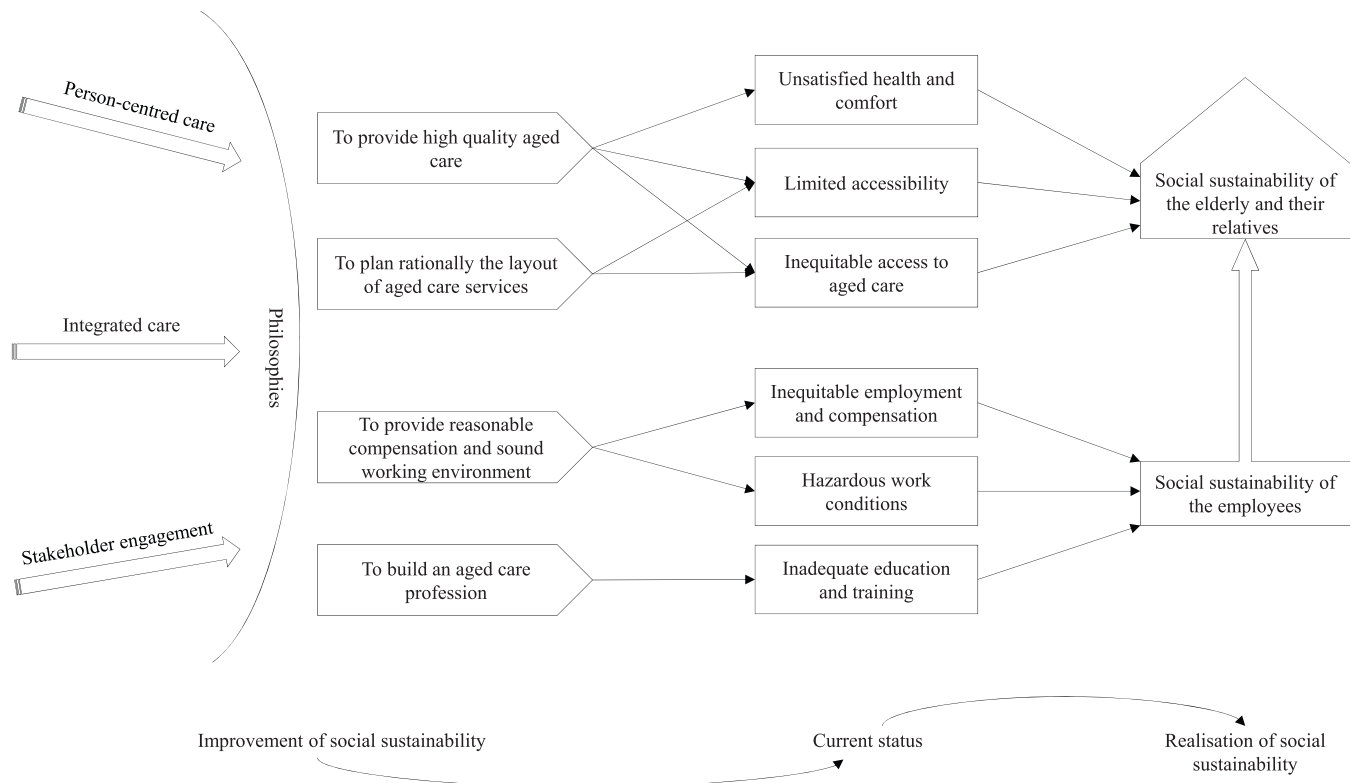 Person-centred care
Integrated care
Stakeholder engagement
Philosophies
To provide high quality aged
care
To plan rationally the layout
of aged care services
To provide reasonable
compensation and sound
working environment
To build an aged care
profession
Unsatisfied health and
comfort
Limited accessibility
Inequitable access to
aged care
Inequitable employment
and compensation
Hazardous work
conditions
Inadequate education
and training
Social sustainability of
the elderly and their
relatives
Social sustainability of
the employees
Improvement of social sustainability
Current status
Realisation of social
sustainability